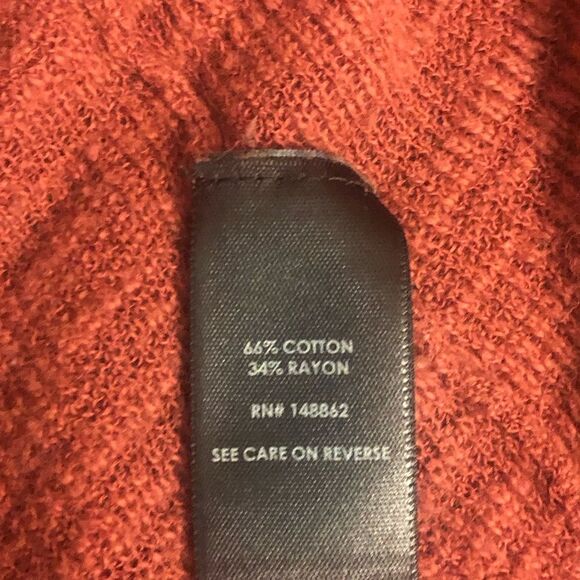 66% COTTON
34% RAYON
RN# 148862
SEE CARE ON REVERSE